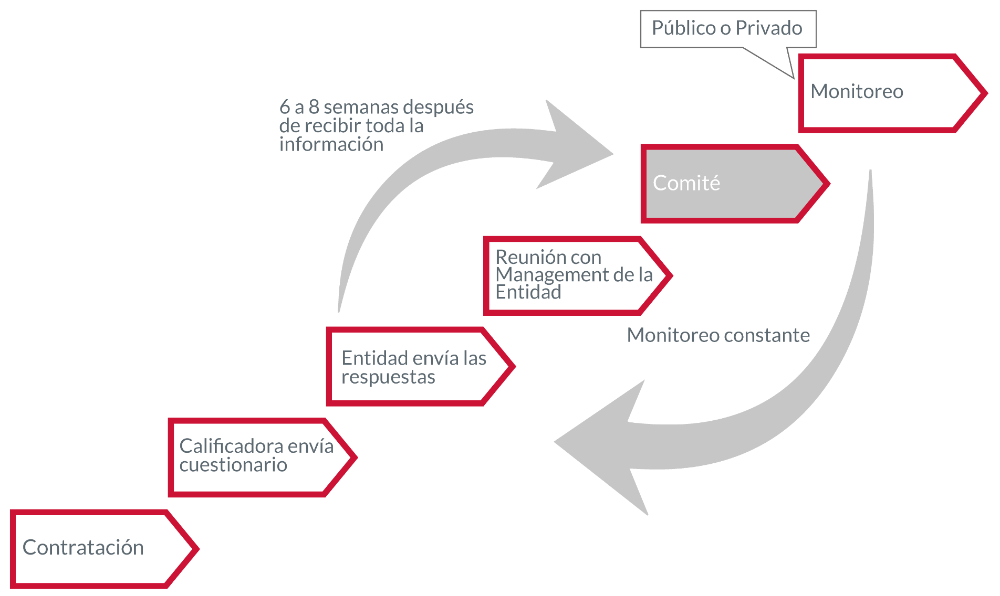 Público o Privado
Monitoreo
6 a 8 semanas después
de recibir toda la
información
Comité
Reunión con
Management de la
Entidad
Monitoreo constante
Entidad envía las
respuestas
Calificadora envía
cuestionario
Contratación